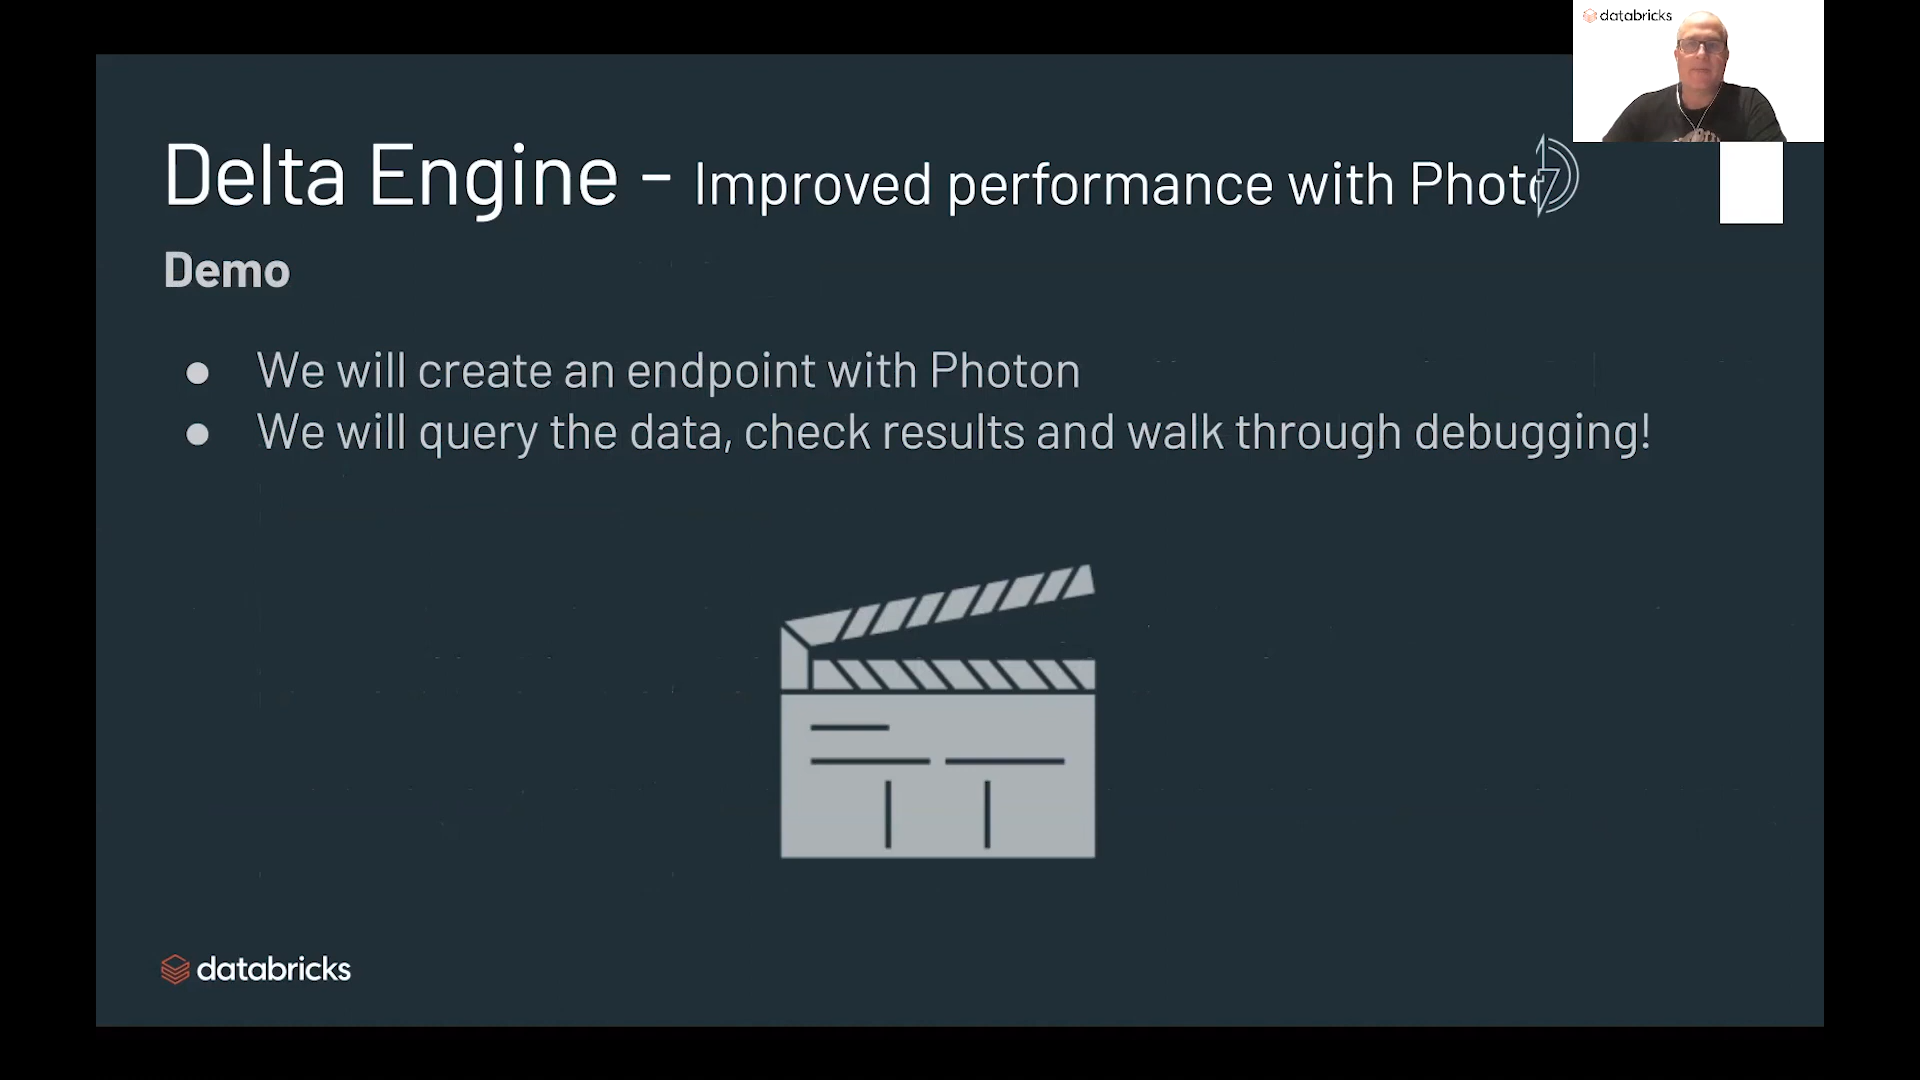 databricks
Delta Engine - Improved performance with Photo
Demo
● We will create an endpoint with Photon
● We will query the data, check results and walk through debugging!
databricks